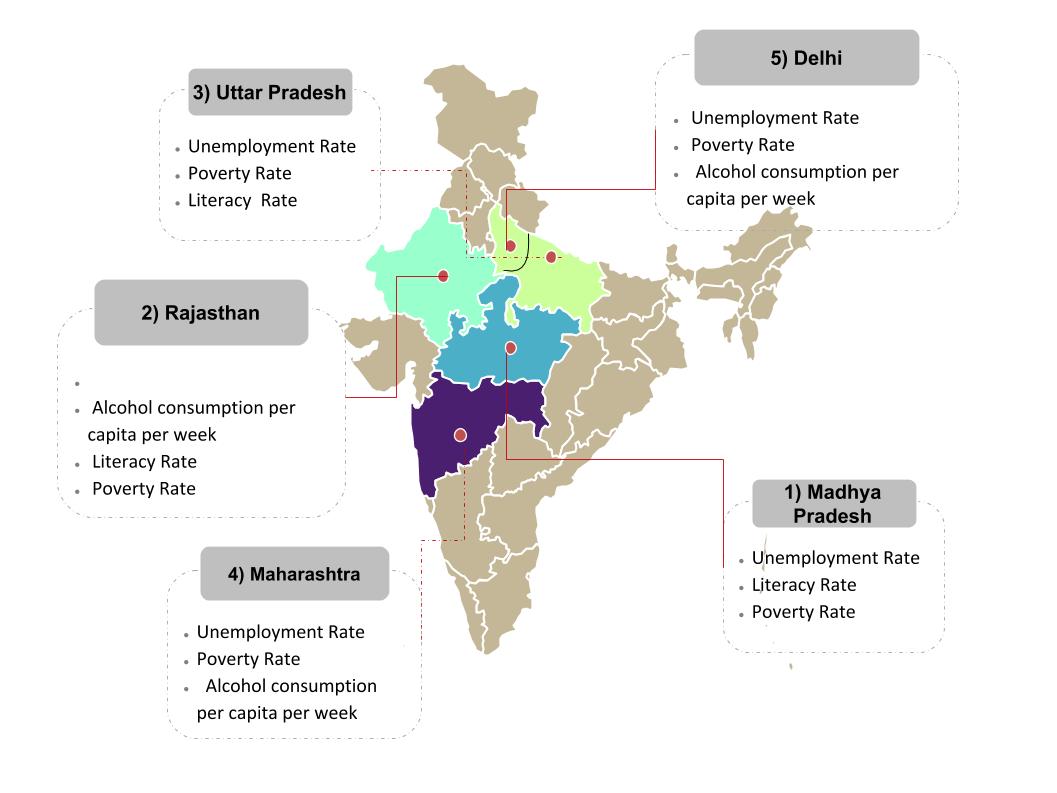 5) Delhi
Unemployment Rate
Poverty Rate
Alcohol consumption per
capita per week
3) Uttar Pradesh
Unemployment Rate
Poverty Rate
Literacy Rate
2) Rajasthan
Alcohol consumption per
capita per week
Literacy Rate
Poverty Rate
1) Madhya
Pradesh
Unemployment Rate
Literacy Rate
Poverty Rate
4) Maharashtra
Unemployment Rate
Poverty Rate
Alcohol consumption
per capita per week